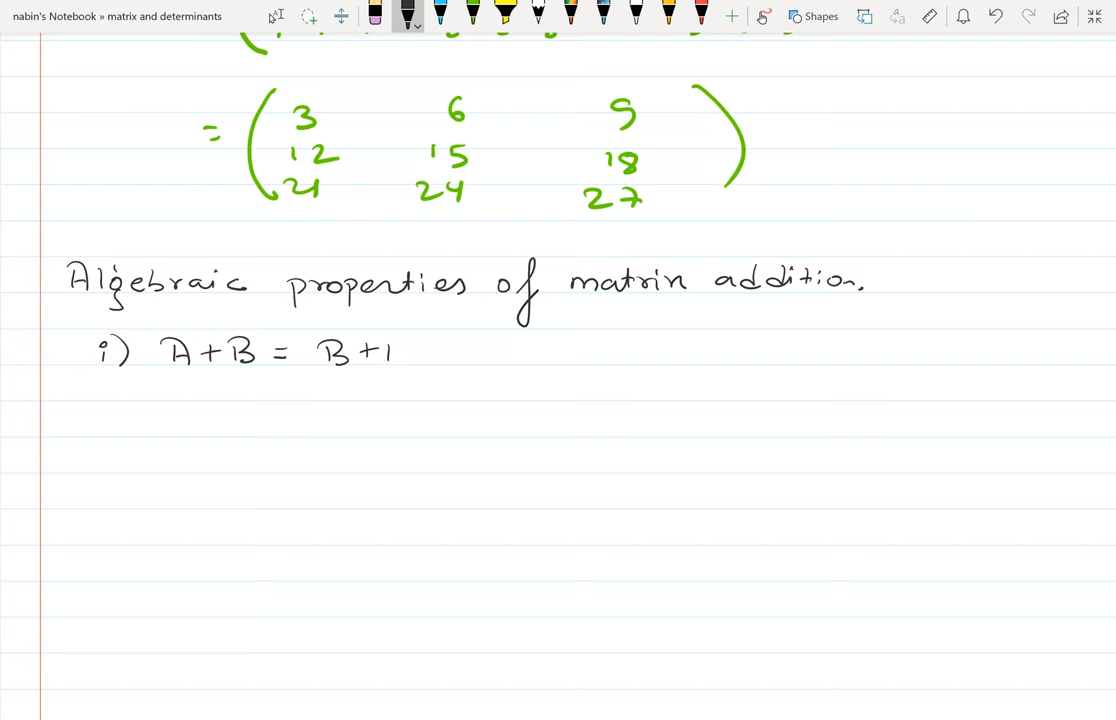 nabin's Notebook » matrix and determinants
Shapes
= ( 3 6 9
12 15 18
21 24 27 )
Algebraic properties of matrix addition.
i) A + B = B + 1